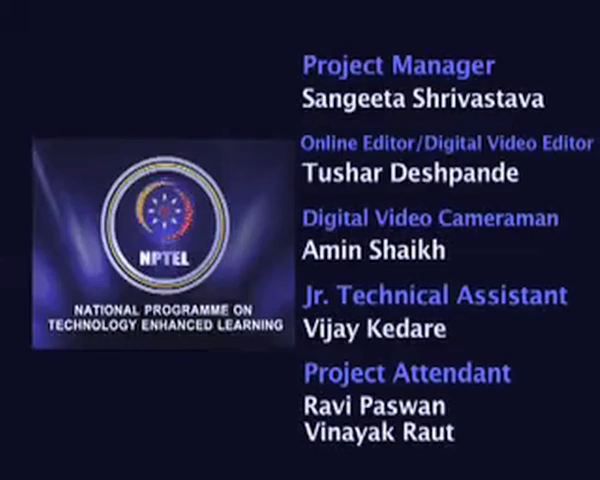 Project Manager
Sangeeta Shrivastava
Online Editor/Digital Video Editor
Tushar Deshpande
Digital Video Cameraman
Amin Shaikh
Jr. Technical Assistant
Vijay Kedare
Project Attendant
Ravi Paswan
Vinayak Raut
NPTEL
NATIONAL PROGRAMME ON
TECHNOLOGY ENHANCED LEARNING